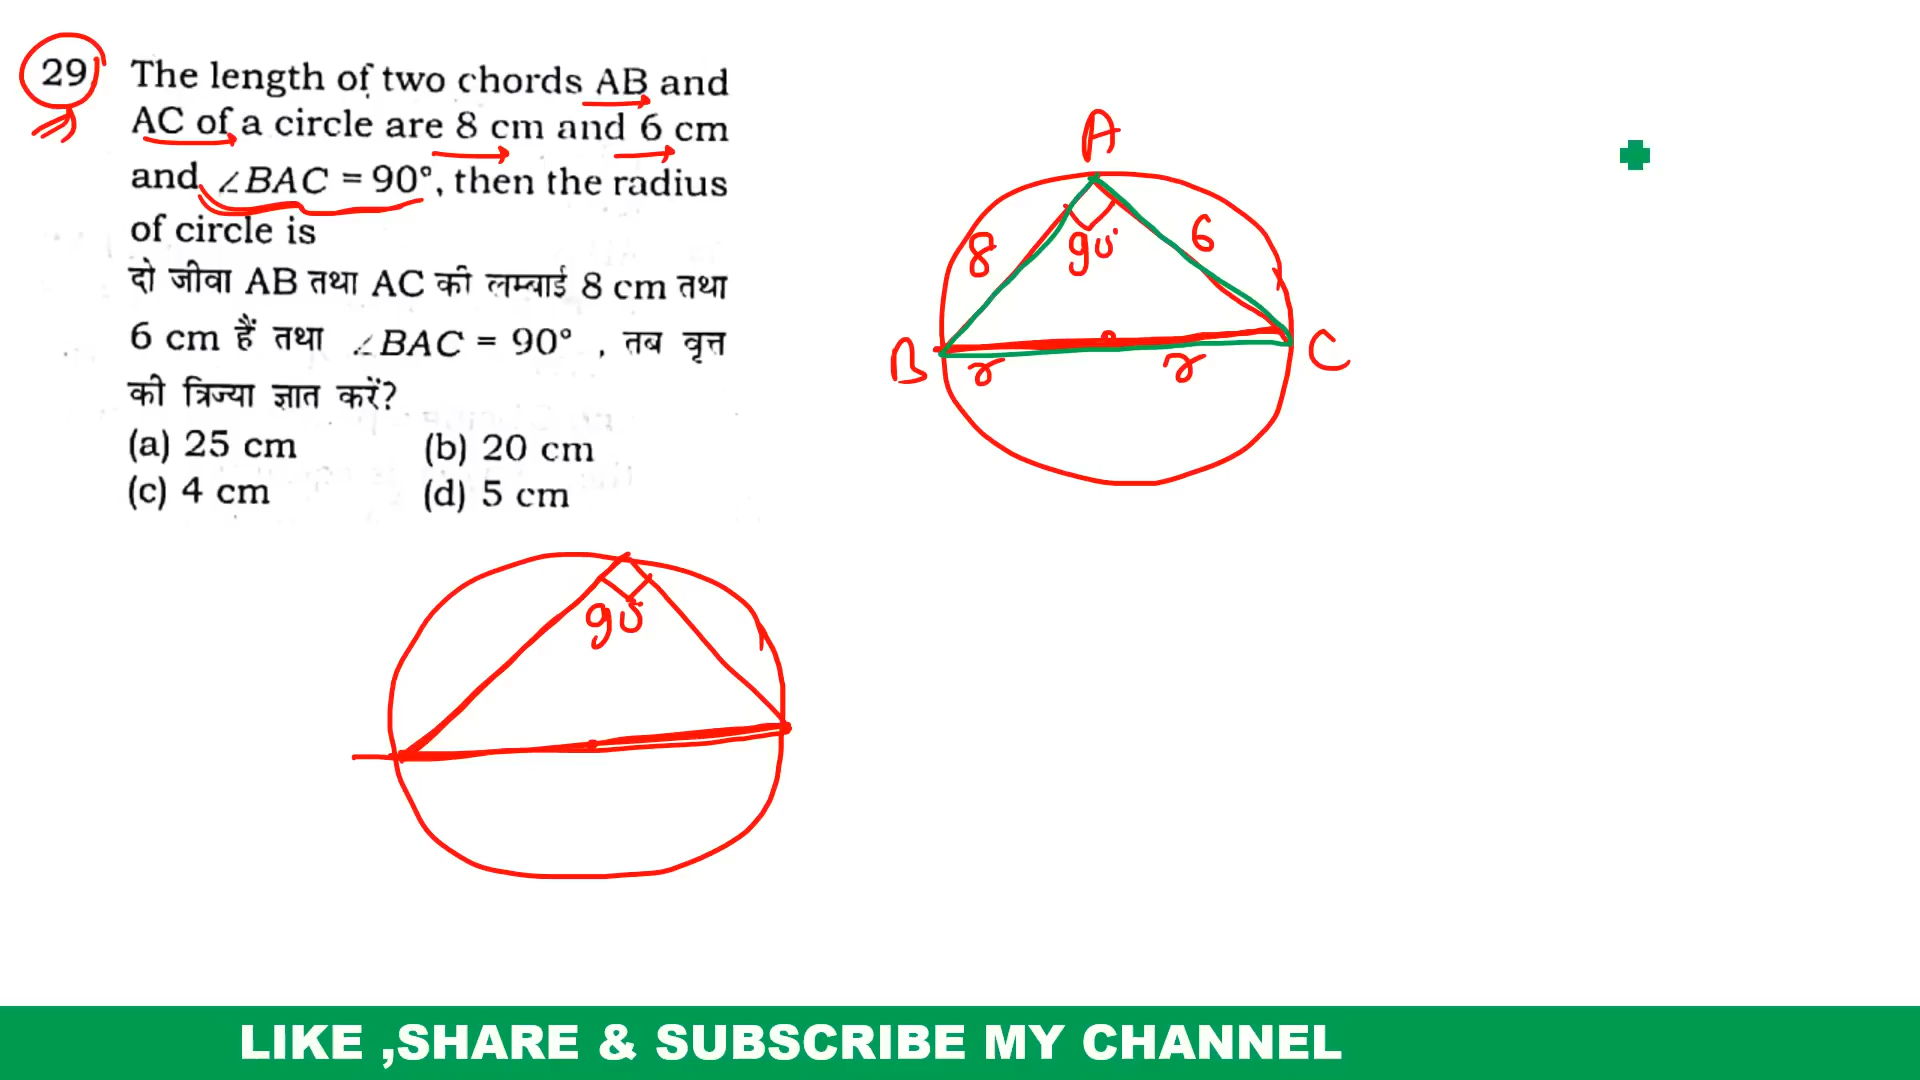 29 The length of two chords AB and
AC of a circle are 8 cm and 6 cm
and ∠BAC = 90°, then the radius
of circle is
दो जीवा AB तथा AC की लम्बाई 8 cm तथा
6 cm हैं तथा ∠BAC = 90° , तब वृत्त
की त्रिज्या ज्ञात करें?
(a) 25 cm (b) 20 cm
(c) 4 cm (d) 5 cm
A
8 90° 6
B r r C
90°
LIKE ,SHARE & SUBSCRIBE MY CHANNEL